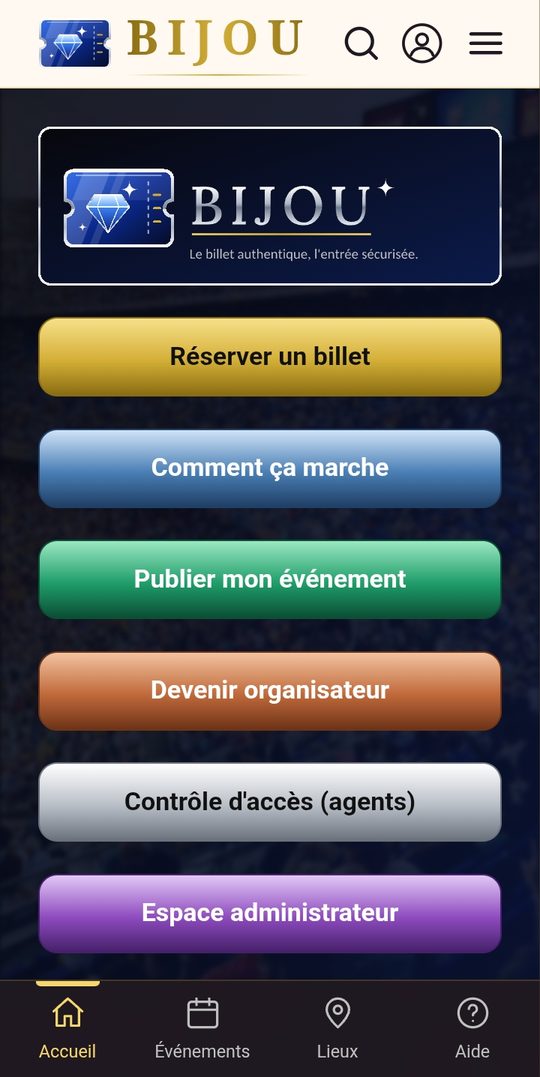 BIJOU
BIJOU
Le billet authentique, l'entrée sécurisée.
Réserver un billet
Comment ça marche
Publier mon événement
Devenir organisateur
Contrôle d'accès (agents)
Espace administrateur
Accueil
Événements
Lieux
Aide